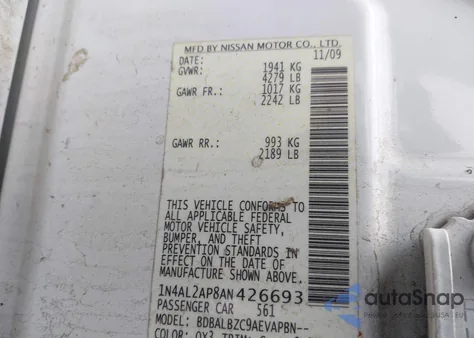 MFD BY NISSAN MOTOR CO., LTD.
DATE: 11/09
GVWR: 1941 KG
4279 LB
GAWR FR.: 1017 KG
2242 LB
GAWR RR.: 993 KG
2189 LB
THIS VEHICLE CONFORMS TO
ALL APPLICABLE FEDERAL
MOTOR VEHICLE SAFETY,
BUMPER, AND THEFT
PREVENTION STANDARDS IN
EFFECT ON THE DATE OF
MANUFACTURE SHOWN ABOVE.
1N4AL2AP8AN426693
PASSENGER CAR 561
MODEL: BDBALBZC9AEVAPBN--
COLOR: QX3 TRIM:
autoSnap